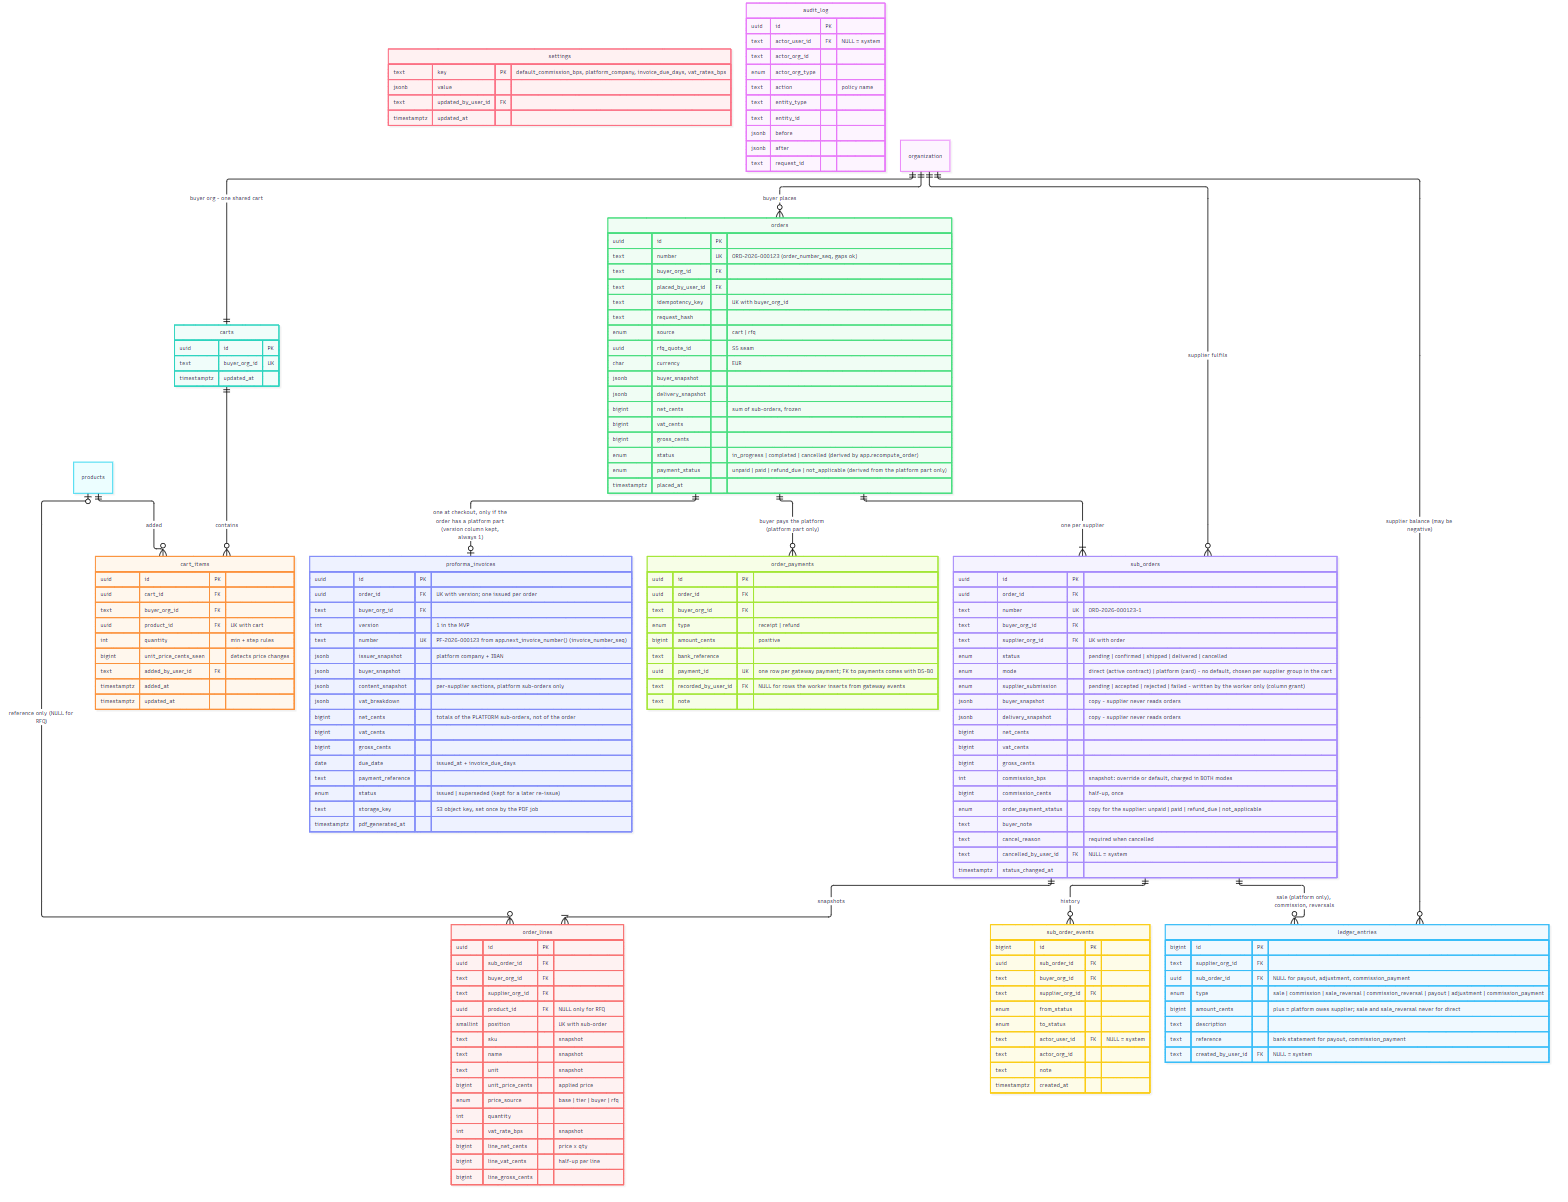 audit_log
uuid id PK
text actor_user_id FK NULL = system
text actor_org_id
enum actor_org_type
text action policy name
text entity_type
text entity_id
jsonb before
jsonb after
text request_id
settings
text key PK default_commission_bps, platform_company, invoice_due_days, vat_rates_bps
jsonb value
text updated_by_user_id FK
timestamptz updated_at
organization
buyer org - one shared cart
buyer places
supplier fulfils
supplier balance (may be
negative)
orders
uuid id PK
text number UK ORD-2026-000123 (order_number_seq, gaps ok)
text buyer_org_id FK
text placed_by_user_id FK
text idempotency_key UK with buyer_org_id
text request_hash
enum source cart | rfq
uuid rfq_quote_id S5 seam
char currency EUR
jsonb buyer_snapshot
jsonb delivery_snapshot
bigint net_cents sum of sub-orders, frozen
bigint vat_cents
bigint gross_cents
enum status in_progress | completed | cancelled (derived by app.recompute_order)
enum payment_status unpaid | paid | refund_due | not_applicable (derived from the platform part only)
timestamptz placed_at
carts
uuid id PK
text buyer_org_id UK
timestamptz updated_at
products
reference only (NULL for
RFQ)
added
contains
one at checkout, only if the
order has a platform part
(version column kept,
always 1)
buyer pays the platform
(platform part only)
one per supplier
cart_items
uuid id PK
uuid cart_id FK
text buyer_org_id FK
uuid product_id FK UK with cart
int quantity min + step rules
bigint unit_price_cents_seen detects price changes
text added_by_user_id FK
timestamptz added_at
timestamptz updated_at
proforma_invoices
uuid id PK
uuid order_id FK UK with version; one issued per order
text buyer_org_id FK
int version 1 in the MVP
text number UK PF-2026-000123 from app.next_invoice_number() (invoice_number_seq)
jsonb issuer_snapshot platform company + IBAN
jsonb buyer_snapshot
jsonb content_snapshot per-supplier sections, platform sub-orders only
jsonb vat_breakdown
bigint net_cents totals of the PLATFORM sub-orders, not of the order
bigint vat_cents
bigint gross_cents
date due_date issued_at + invoice_due_days
text payment_reference
enum status issued | superseded (kept for a later re-issue)
text storage_key S3 object key, set once by the PDF job
timestamptz pdf_generated_at
order_payments
uuid id PK
uuid order_id FK
text buyer_org_id FK
enum type receipt | refund
bigint amount_cents positive
text bank_reference
uuid payment_id UK one row per gateway payment; FK to payments comes with DS-80
text recorded_by_user_id FK NULL for rows the worker inserts from gateway events
text note
sub_orders
uuid id PK
uuid order_id FK
text number UK ORD-2026-000123-1
text buyer_org_id FK
text supplier_org_id FK UK with order
enum status pending | confirmed | shipped | delivered | cancelled
enum mode direct (active contract) | platform (card) - no default, chosen per supplier group in the cart
enum supplier_submission pending | accepted | rejected | failed - written by the worker only (column grant)
jsonb buyer_snapshot copy - supplier never reads orders
jsonb delivery_snapshot copy - supplier never reads orders
bigint net_cents
bigint vat_cents
bigint gross_cents
int commission_bps snapshot: override or default, charged in BOTH modes
bigint commission_cents half-up, once
enum order_payment_status copy for the supplier: unpaid | paid | refund_due | not_applicable
text buyer_note
text cancel_reason required when cancelled
text cancelled_by_user_id FK NULL = system
timestamptz status_changed_at
snapshots
history
sale (platform only),
commission, reversals
order_lines
uuid id PK
uuid sub_order_id FK
text buyer_org_id FK
text supplier_org_id FK
uuid product_id FK NULL only for RFQ
smallint position UK with sub-order
text sku snapshot
text name snapshot
text unit snapshot
bigint unit_price_cents applied price
enum price_source base | tier | buyer | rfq
int quantity
int vat_rate_bps snapshot
bigint line_net_cents price x qty
bigint line_vat_cents half-up per line
bigint line_gross_cents
sub_order_events
bigint id PK
uuid sub_order_id FK
text buyer_org_id FK
text supplier_org_id FK
enum from_status
enum to_status
text actor_user_id FK NULL = system
text actor_org_id
text note
timestamptz created_at
ledger_entries
bigint id PK
text supplier_org_id FK
uuid sub_order_id FK NULL for payout, adjustment, commission_payment
enum type sale | commission | sale_reversal | commission_reversal | payout | adjustment | commission_payment
bigint amount_cents plus = platform owes supplier; sale and sale_reversal never for direct
text description
text reference bank statement for payout, commission_payment
text created_by_user_id FK NULL = system